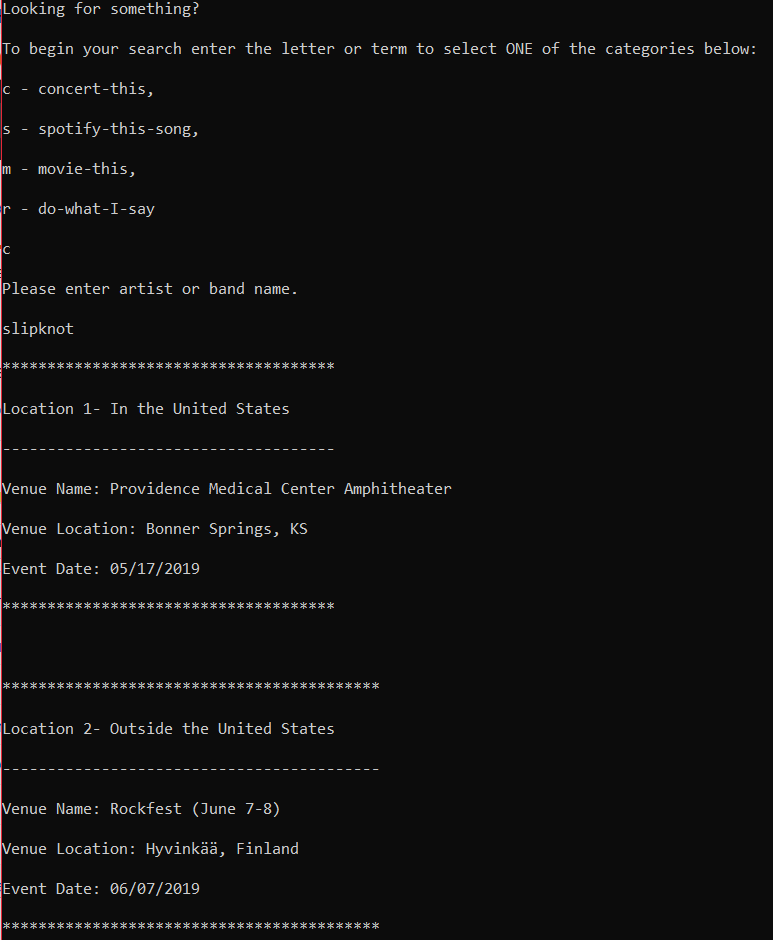 Looking for something?
To begin your search enter the letter or term to select ONE of the categories below:
c - concert-this,
s - spotify-this-song,
m - movie-this,
r - do-what-I-say
c
Please enter artist or band name.
slipknot
*************************************
Location 1- In the United States
-------------------------------------
Venue Name: Providence Medical Center Amphitheater
Venue Location: Bonner Springs, KS
Event Date: 05/17/2019
*************************************
******************************************
Location 2- Outside the United States
------------------------------------------
Venue Name: Rockfest (June 7-8)
Venue Location: Hyvinkää, Finland
Event Date: 06/07/2019
******************************************